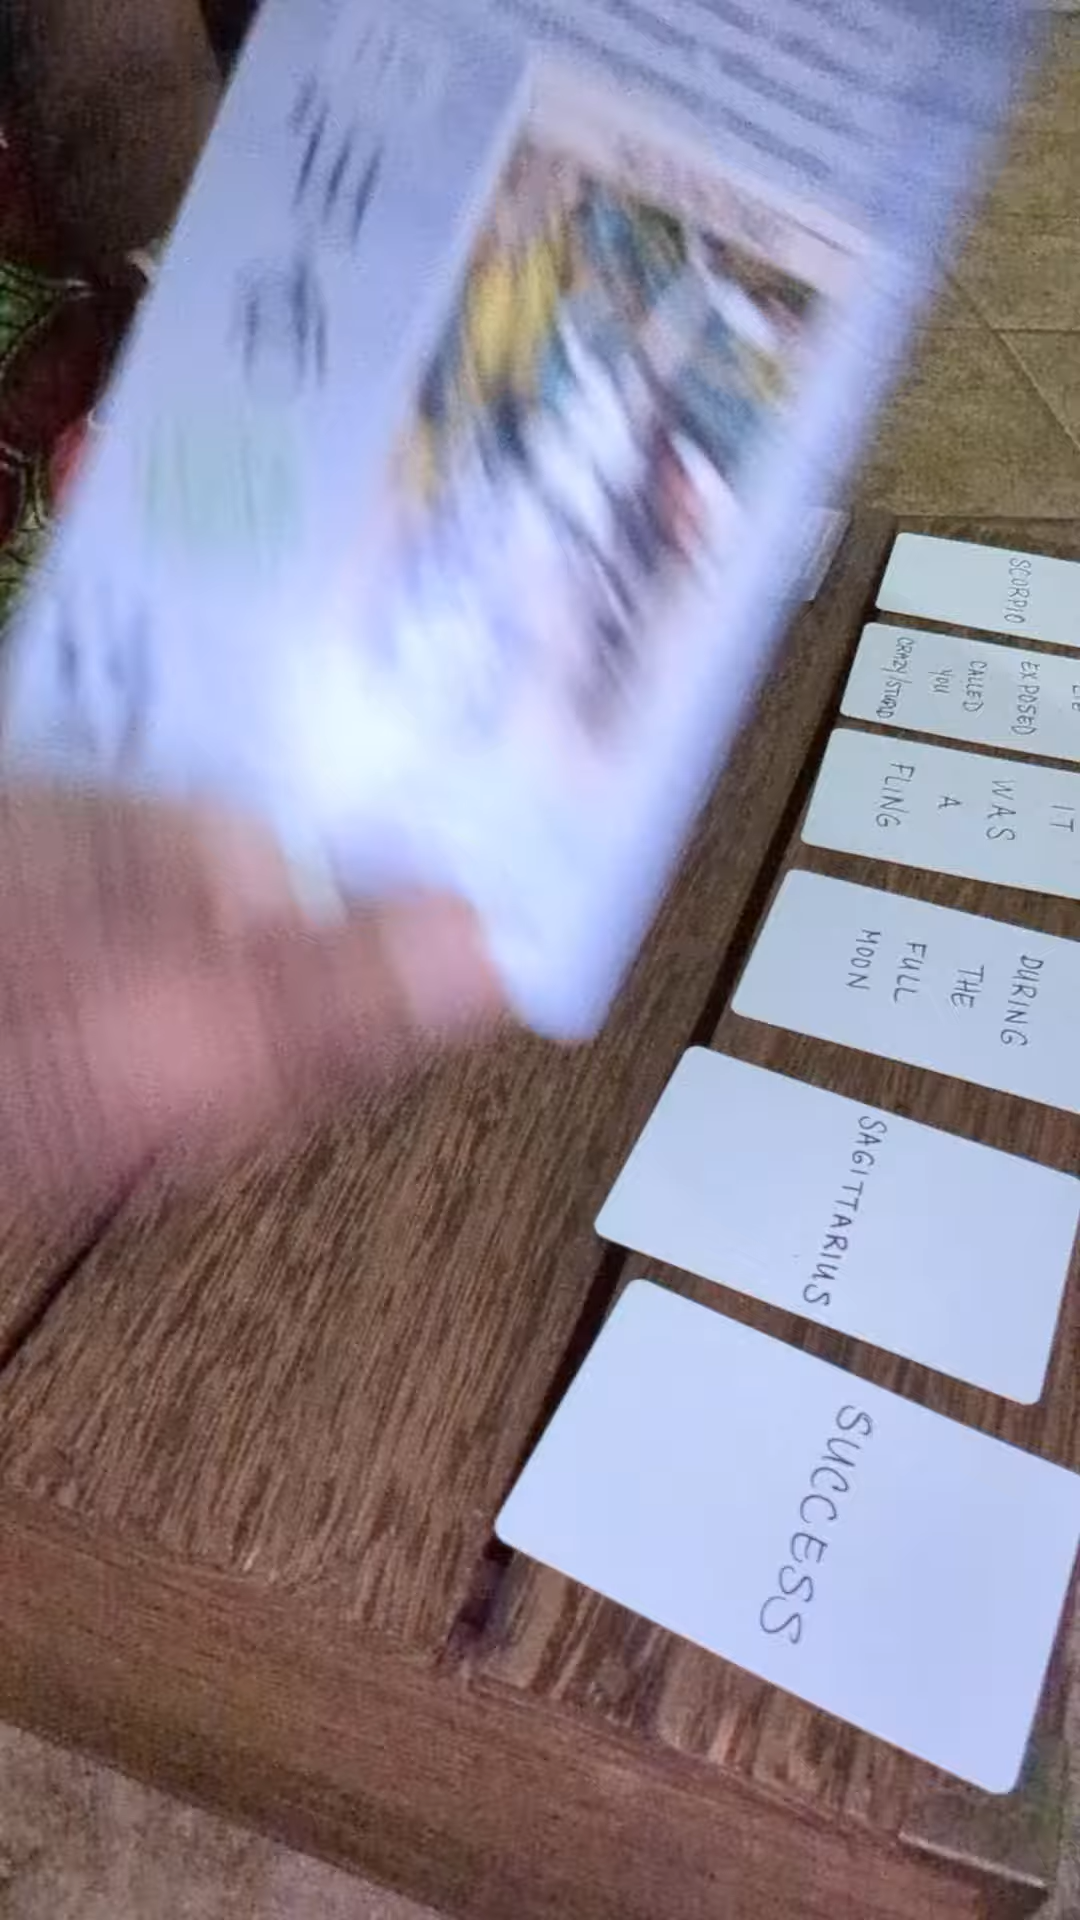 SCORPIO
EXPOSED
CALLED
YOU
CRAZY/STUPID
IT
WAS
A
FLING
DURING
THE
FULL
MOON
SAGITTARIUS
SUCCESS